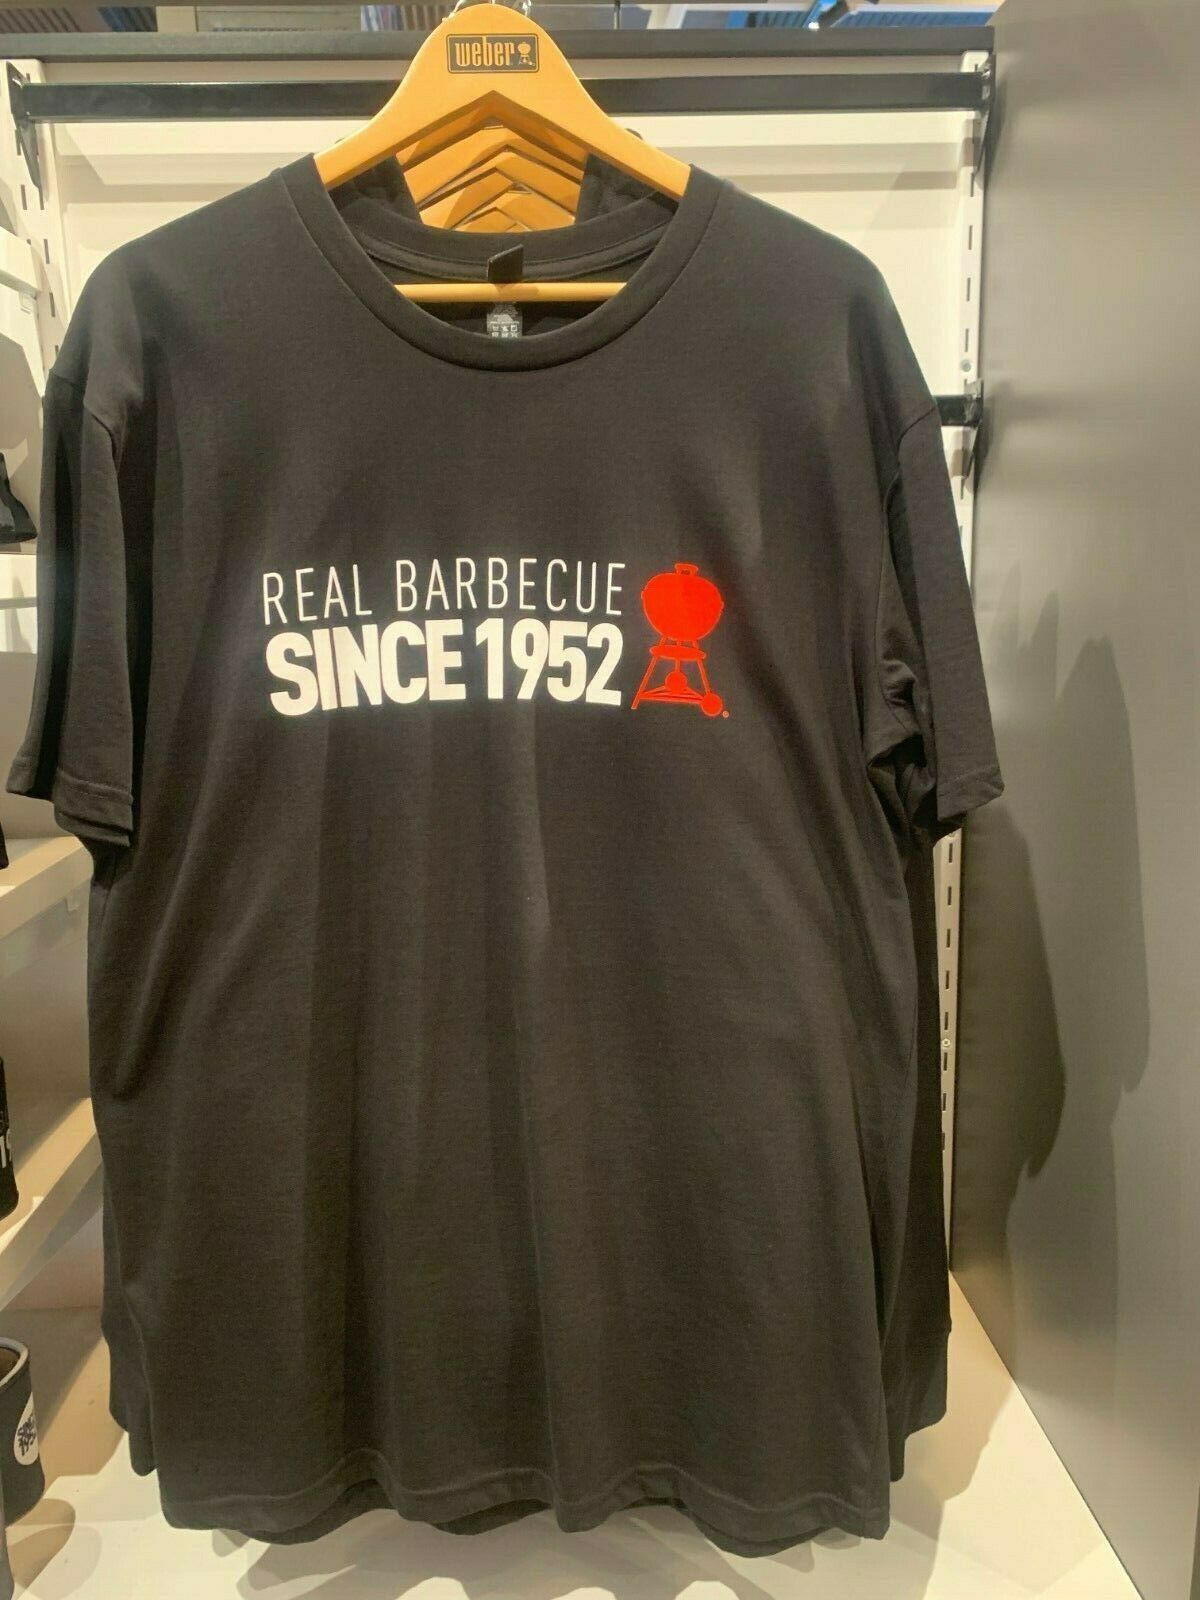 weber
REAL BARBECUE
SINCE 1952
®